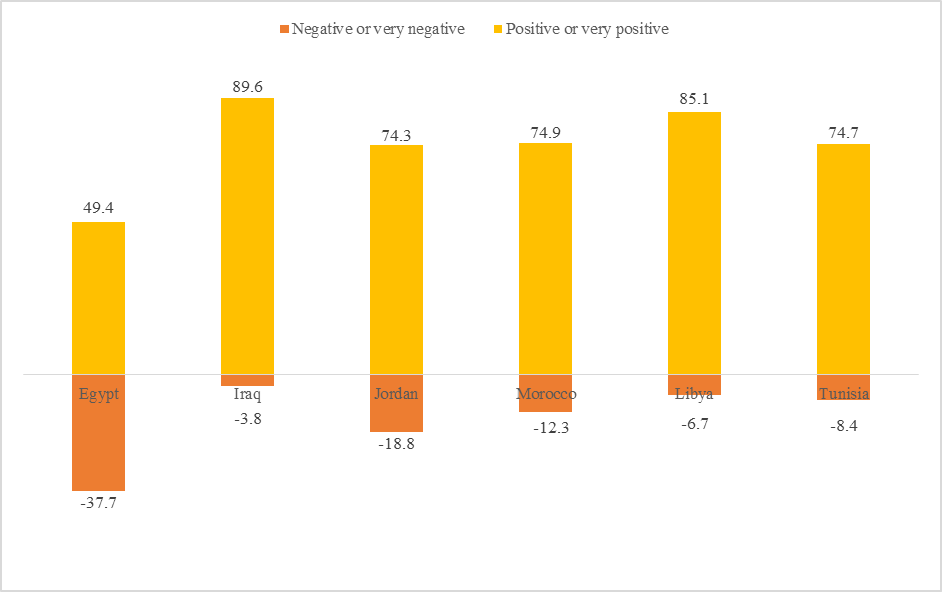 Negative or very negative Positive or very positive
89.6
85.1
74.3 74.9 74.7
49.4
Egypt Iraq Jordan Morocco Libya Tunisia
-3.8 -12.3 -6.7 -8.4
-18.8
-37.7